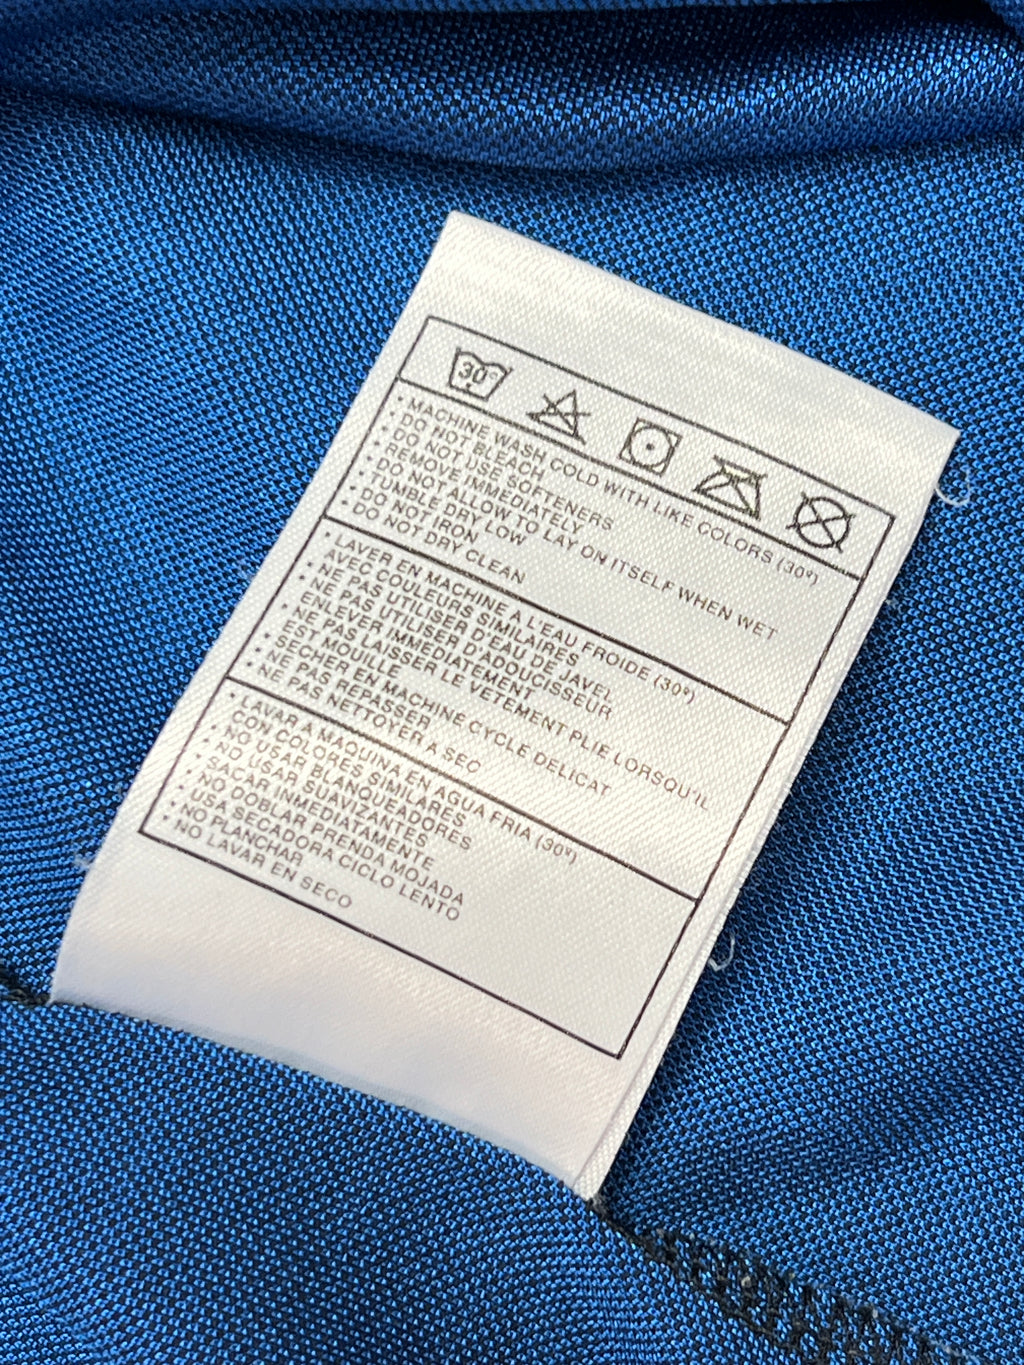 30°
• MACHINE WASH COLD WITH LIKE COLORS (30º)
• DO NOT BLEACH
• DO NOT USE SOFTENERS
• REMOVE IMMEDIATELY
• DO NOT ALLOW TO LAY ON ITSELF WHEN WET
• TUMBLE DRY LOW
• DO NOT IRON
• DO NOT DRY CLEAN
• LAVER EN MACHINE A L'EAU FROIDE (30º)
AVEC COULEURS SIMILAIRES
• NE PAS UTILISER D'EAU DE JAVEL
• NE PAS UTILISER D'ADOUCISSEUR
ENLEVER IMMEDIATEMENT
• NE PAS LAISSER LE VETEMENT PLIE LORSQU'IL
EST MOUILLE
• SECHER EN MACHINE CYCLE DELICAT
• NE PAS REPASSER
• NE PAS NETTOYER A SEC
• LAVAR A MAQUINA EN AGUA FRIA (30º)
CON COLORES SIMILARES
• NO USAR BLANQUEADORES
• NO USAR SUAVIZANTES
• SACAR INMEDIATAMENTE
• NO DOBLAR PRENDA MOJADA
• USA SECADORA CICLO LENTO
• NO PLANCHAR
• NO LAVAR EN SECO